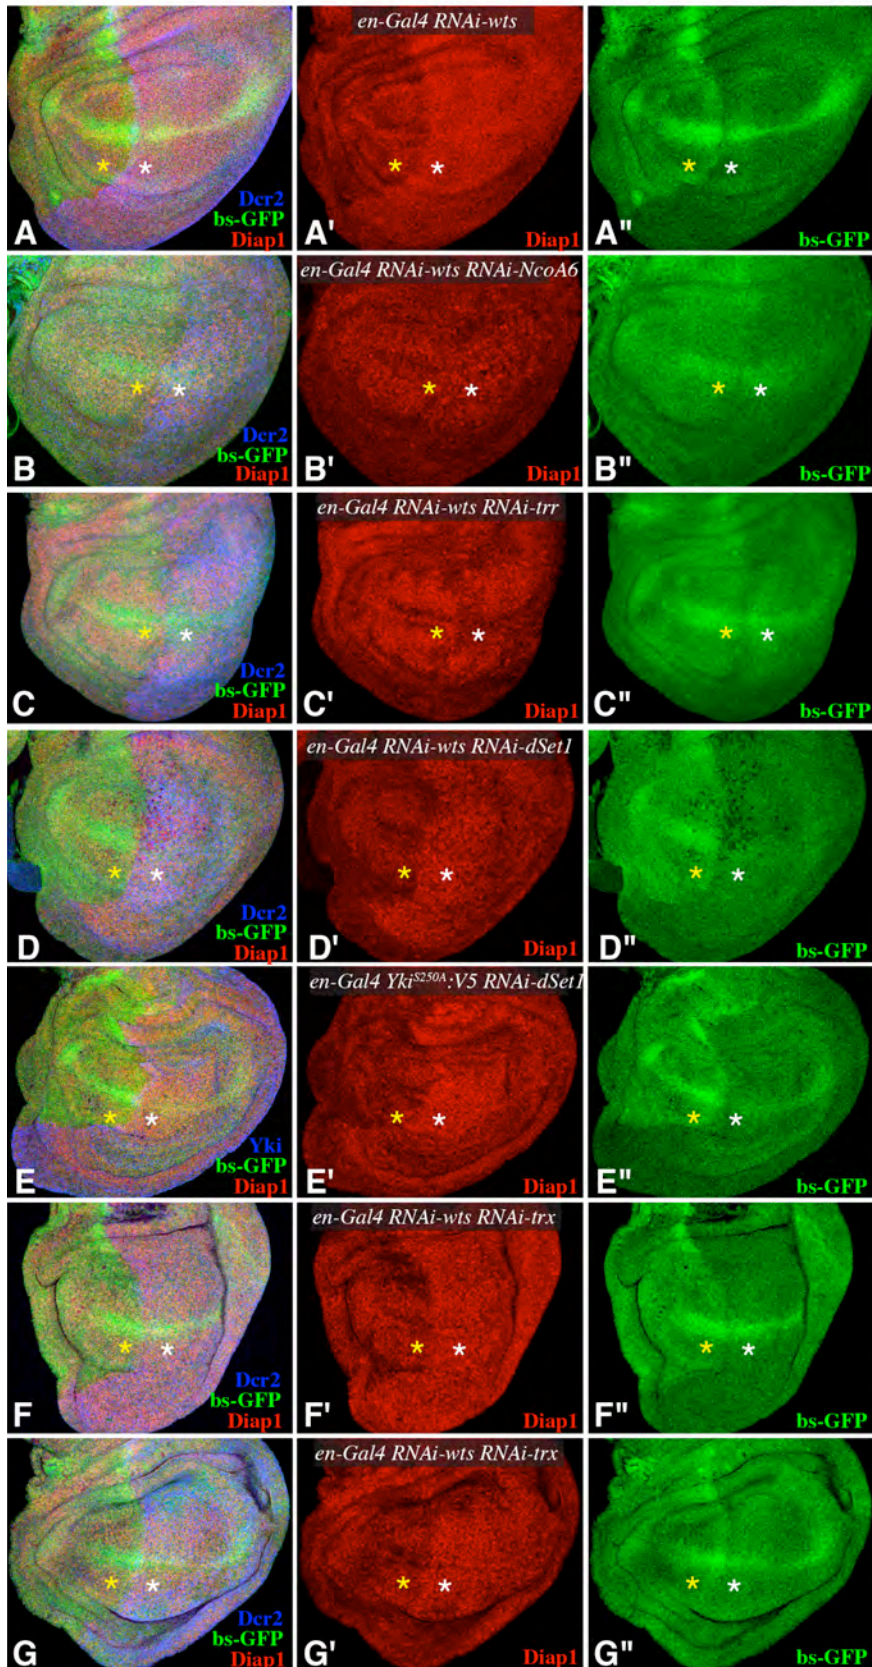 en-Gal4 RNAi-wts
Dcr2
bs-GFP
Diap1
A
Diap1
A'
bs-GFP
A"
en-Gal4 RNAi-wts RNAi-NcoA6
Dcr2
bs-GFP
Diap1
B
Diap1
B'
bs-GFP
B"
en-Gal4 RNAi-wts RNAi-trr
Dcr2
bs-GFP
Diap1
C
Diap1
C'
bs-GFP
C"
en-Gal4 RNAi-wts RNAi-dSet1
Dcr2
bs-GFP
Diap1
D
Diap1
D'
bs-GFP
D"
en-Gal4 Yki^S250A:V5 RNAi-dSet1
Yki
bs-GFP
Diap1
E
Diap1
E'
bs-GFP
E"
en-Gal4 RNAi-wts RNAi-trx
Dcr2
bs-GFP
Diap1
F
Diap1
F'
bs-GFP
F"
en-Gal4 RNAi-wts RNAi-trx
Dcr2
bs-GFP
Diap1
G
Diap1
G'
bs-GFP
G"